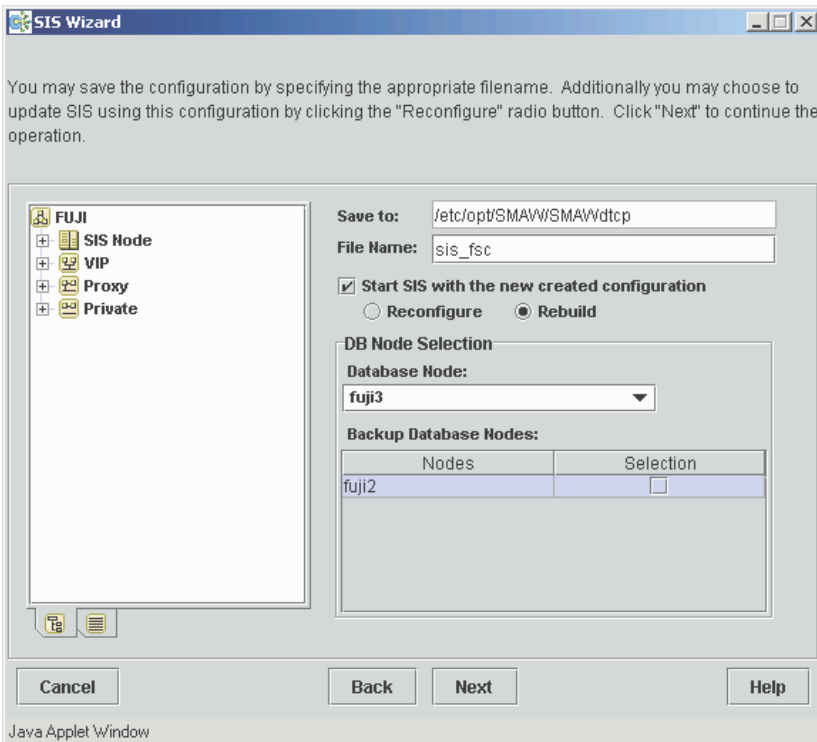 SIS Wizard
You may save the configuration by specifying the appropriate filename. Additionally you may choose to
update SIS using this configuration by clicking the "Reconfigure" radio button. Click "Next" to continue the
operation.
FUJI
SIS Node
VIP
Proxy
Private
Save to: /etc/opt/SMAW/SMAWdtcp
File Name: sis_fsc
Start SIS with the new created configuration
Reconfigure Rebuild
DB Node Selection
Database Node:
fuji3
Backup Database Nodes:
Nodes Selection
fuji2
Cancel Back Next Help
Java Applet Window